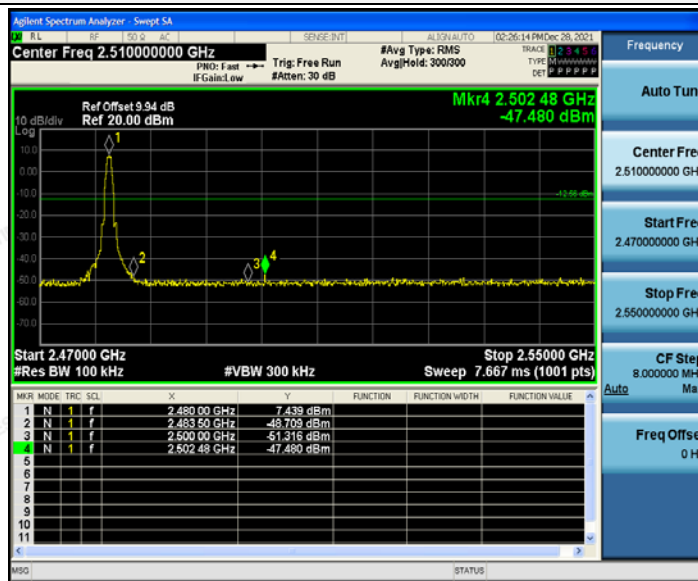 Agilent Spectrum Analyzer - Swept SA
RL RF 50 Ω AC SENSE:INT ALIGN AUTO 02:26:14 PM Dec 28, 2021
Center Freq 2.510000000 GHz
PNO: Fast
IFGain:Low
Trig: Free Run
#Atten: 30 dB
#Avg Type: RMS
Avg|Hold: 300/300
TRACE 1 2 3 4 5 6
TYPE M W W W W W
DET P P P P P P
Ref Offset 9.94 dB
10 dB/div Ref 20.00 dBm
Log
Mkr4 2.502 48 GHz
-47.480 dBm
10.0
0.00
-10.0
-20.0
-30.0
-40.0
-50.0
-60.0
-70.0
1
2
3
4
Start 2.47000 GHz Stop 2.55000 GHz
#Res BW 100 kHz #VBW 300 kHz Sweep 7.667 ms (1001 pts)
MKR MODE TRC SCL X Y FUNCTION FUNCTION WIDTH FUNCTION VALUE
1 N 1 f 2.480 00 GHz 7.439 dBm
2 N 1 f 2.483 50 GHz -48.709 dBm
3 N 1 f 2.500 00 GHz -51.316 dBm
4 N 1 f 2.502 48 GHz -47.480 dBm
5
6
7
8
9
10
11
MSG STATUS
Frequency
Auto Tun
Center Fre
2.510000000 GH
Start Fre
2.470000000 GH
Stop Fre
2.550000000 GH
CF Step
8.000000 MH
Auto Ma
Freq Offse
0 H